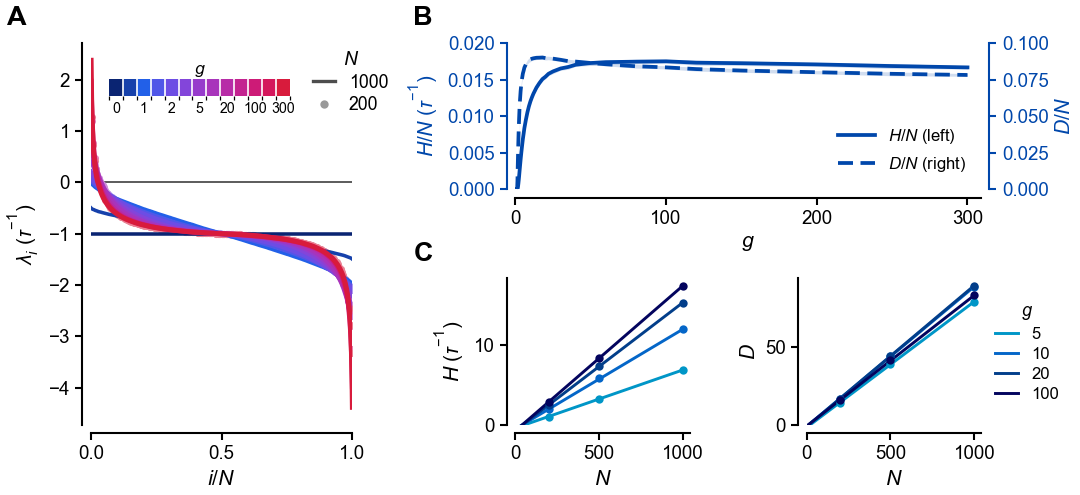 A
λi (τ−1)
2
1
0
−1
−2
−3
−4
g
0 1 2 5 20 100 300
N
1000
200
0.0 0.5 1.0
i/N
B
H/N (τ−1)
0.020
0.015
0.010
0.005
0.000
H/N (left)
D/N (right)
0.100
0.075
0.050
0.025
0.000
D/N
0 100 200 300
g
C
H (τ−1)
10
0
0 500 1000
N
D
50
0
0 500 1000
N
g
5
10
20
100